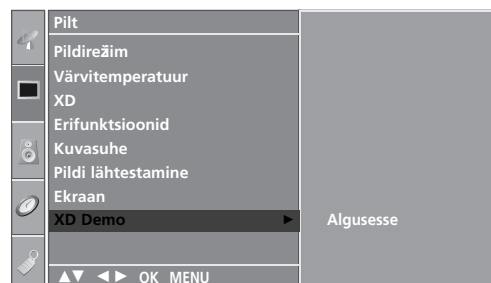 Pilt
Pildirežiim
Värvitemperatuur
XD
Erifunktsioonid
Kuvasuhe
Pildi lähtestamine
Ekraan
XD Demo ► Algusesse
▲▼ ◄► OK MENU